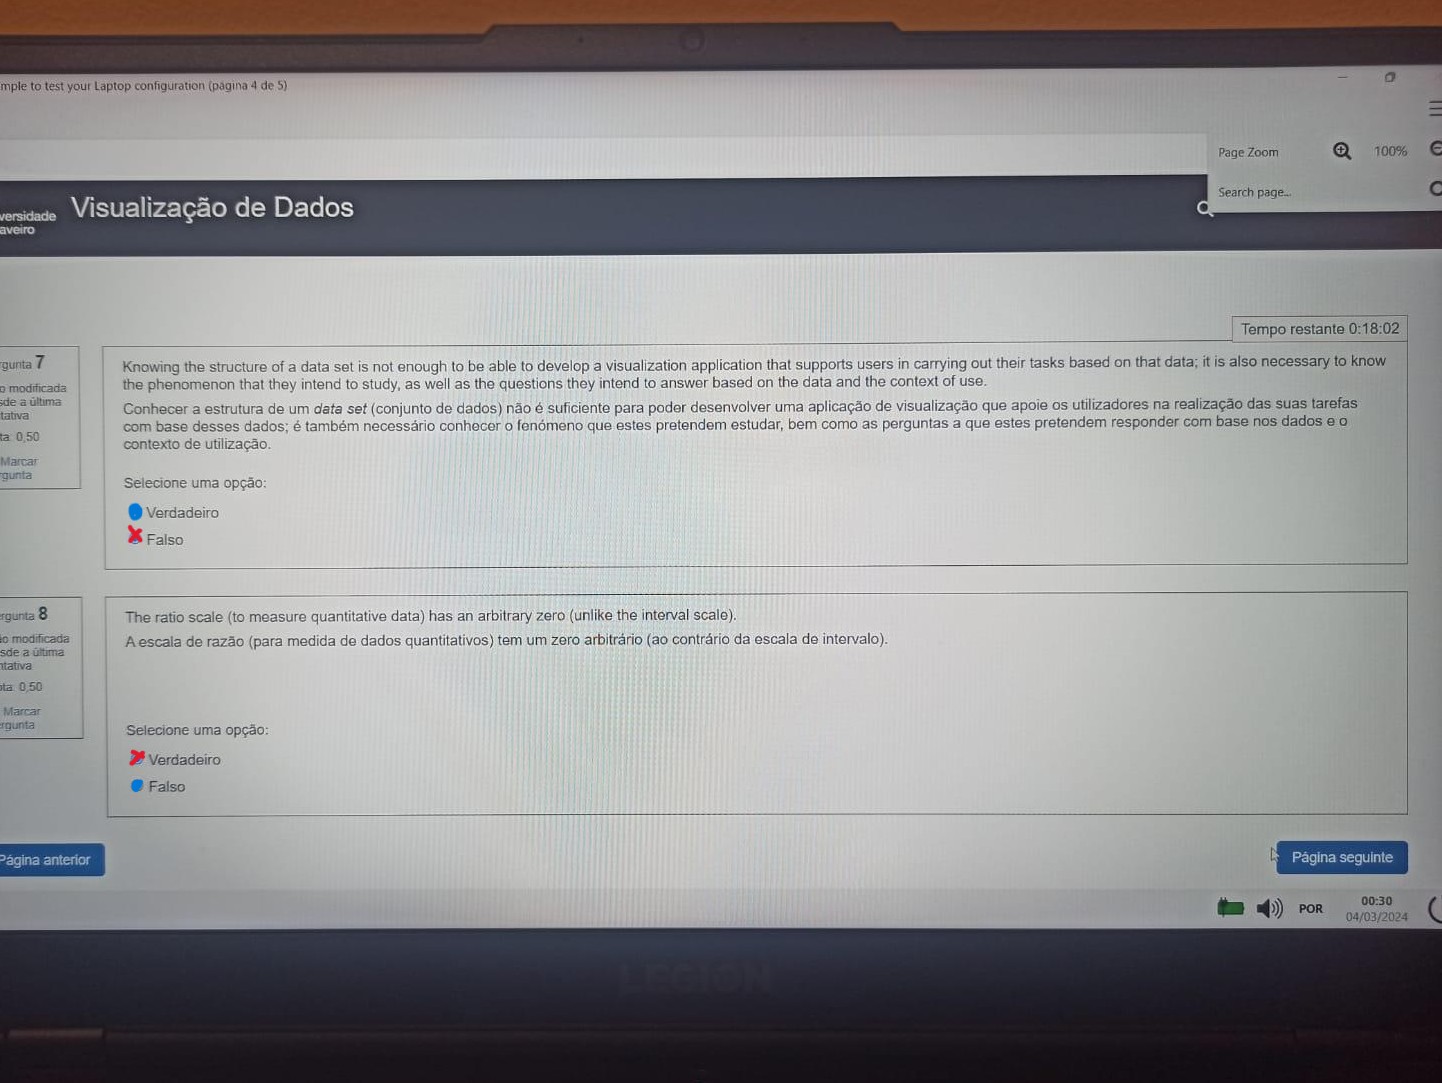 mple to test your Laptop configuration (página 4 de 5)
Page Zoom
100%
Search page...
versidade
aveiro
Visualização de Dados
Tempo restante 0:18:02
rgunta 7
o modificada
sde a última
tativa
ta: 0,50
Marcar
rgunta
Knowing the structure of a data set is not enough to be able to develop a visualization application that supports users in carrying out their tasks based on that data; it is also necessary to know
the phenomenon that they intend to study, as well as the questions they intend to answer based on the data and the context of use.
Conhecer a estrutura de um data set (conjunto de dados) não é suficiente para poder desenvolver uma aplicação de visualização que apoie os utilizadores na realização das suas tarefas
com base desses dados; é também necessário conhecer o fenómeno que estes pretendem estudar, bem como as perguntas a que estes pretendem responder com base nos dados e o
contexto de utilização.
Selecione uma opção:
Verdadeiro
Falso
ergunta 8
ão modificada
sde a última
ntativa
ota: 0,50
Marcar
ergunta
The ratio scale (to measure quantitative data) has an arbitrary zero (unlike the interval scale).
A escala de razão (para medida de dados quantitativos) tem um zero arbitrário (ao contrário da escala de intervalo).
Selecione uma opção:
Verdadeiro
Falso
Página anterior
Página seguinte
POR
00:30
04/03/2024
LEGION